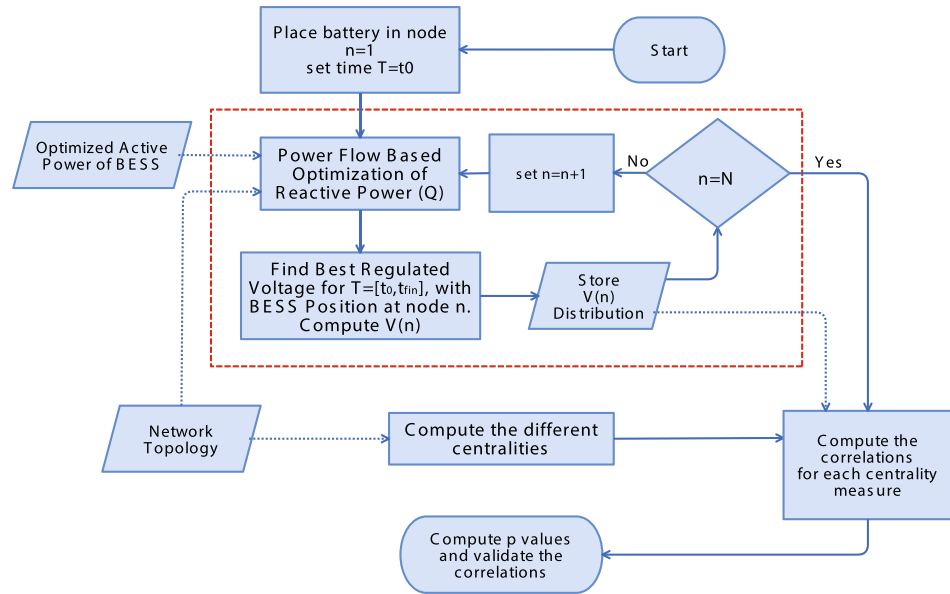 Place battery in node
n=1
set time T=t0
Start
Optimized Active
Power of BESS
Power Flow Based
Optimization of
Reactive Power (Q)
set n=n+1
No
n=N
Yes
Find Best Regulated
Voltage for T=[t0,tfin], with
BESS Position at node n.
Compute V(n)
Store
V(n)
Distribution
Network
Topology
Compute the different
centralities
Compute the
correlations
for each centrality
measure
Compute p values
and validate the
correlations